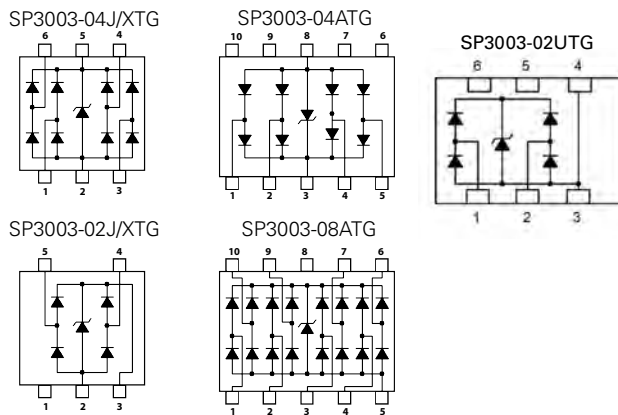 SP3003-04J/XTG
6 5 4
1 2 3
SP3003-04ATG
10 9 8 7 6
1 2 3 4 5
SP3003-02UTG
6 5 4
1 2 3
SP3003-02J/XTG
5 4
1 2 3
SP3003-08ATG
10 9 8 7 6
1 2 3 4 5